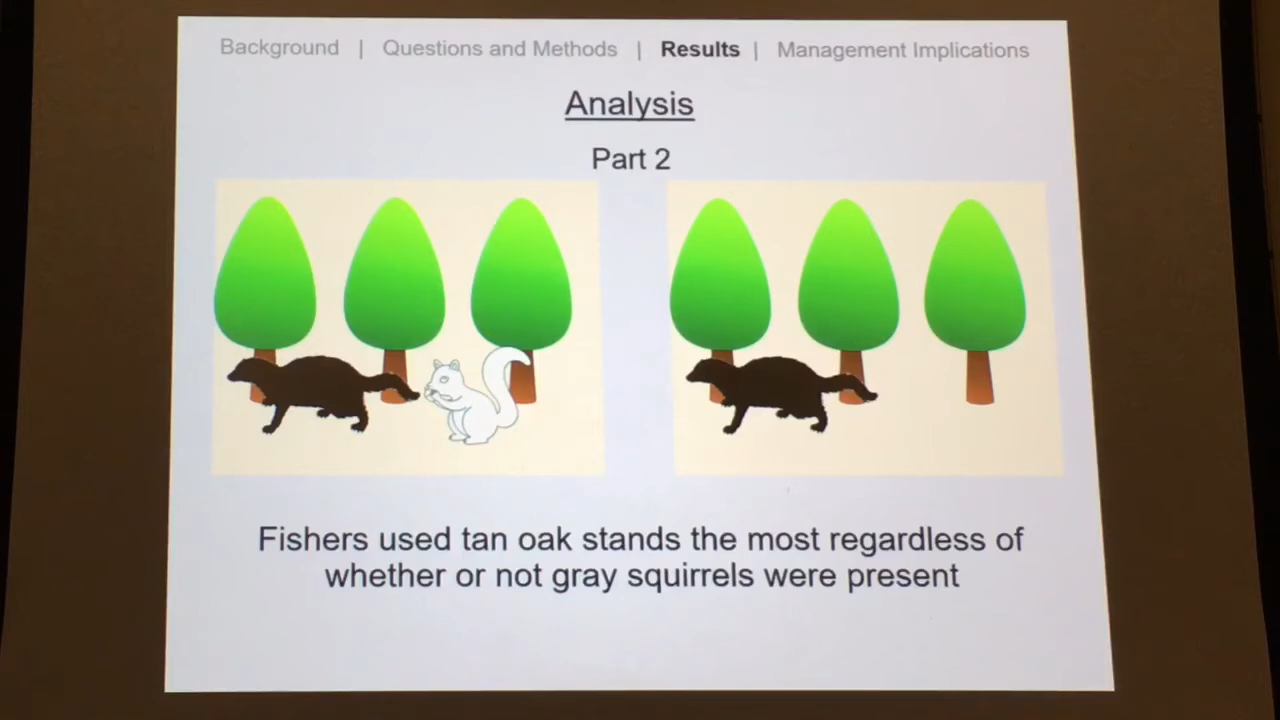 Background | Questions and Methods | Results | Management Implications
Analysis
Part 2
Fishers used tan oak stands the most regardless of
whether or not gray squirrels were present